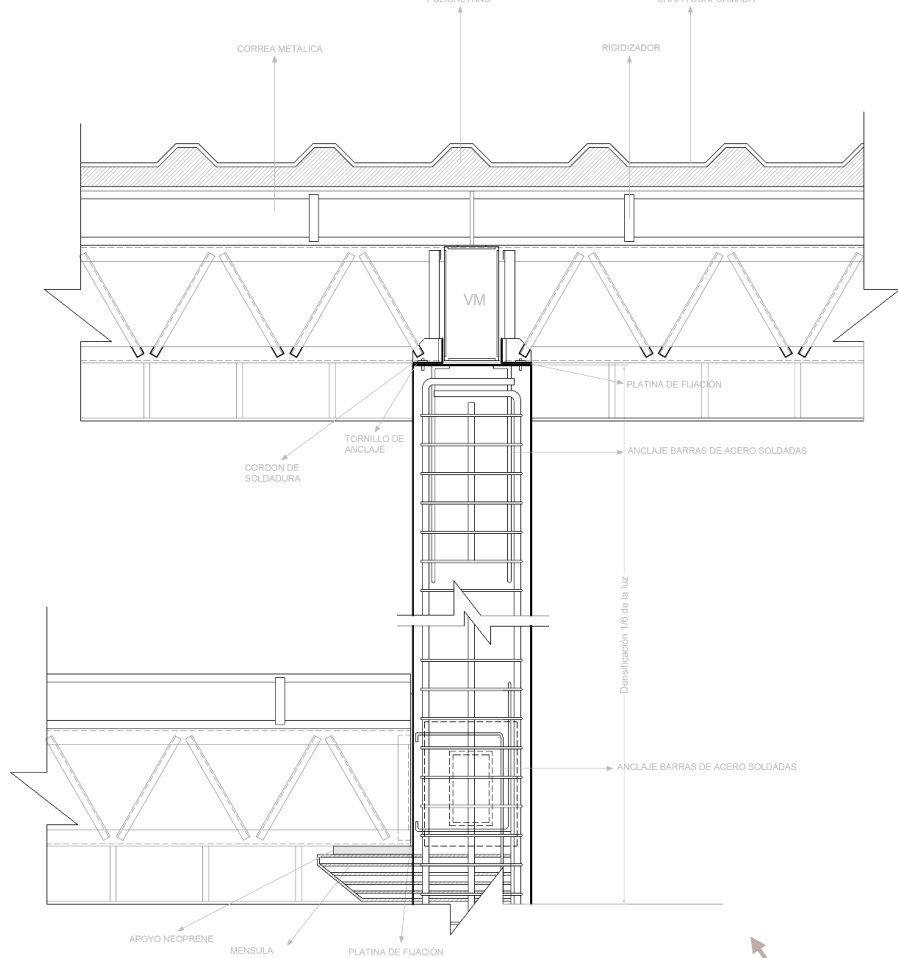 CORREA METÁLICA
RIGIDIZADOR
VM
PLATINA DE FIJACIÓN
TORNILLO DE
ANCLAJE
ANCLAJE BARRAS DE ACERO SOLDADAS
CORDON DE
SOLDADURA
Densificación 1/6 de la luz
ANCLAJE BARRAS DE ACERO SOLDADAS
APOYO NEOPRENE
MENSULA
PLATINA DE FIJACIÓN